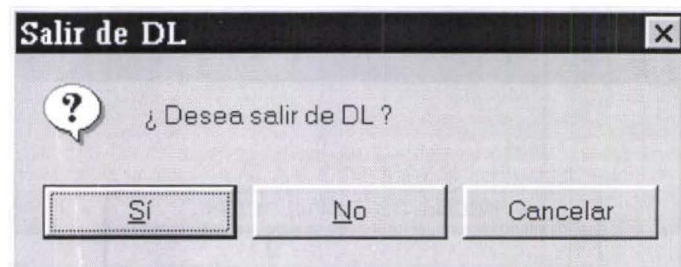 Salir de DL
¿ Desea salir de DL ?
Sí
No
Cancelar